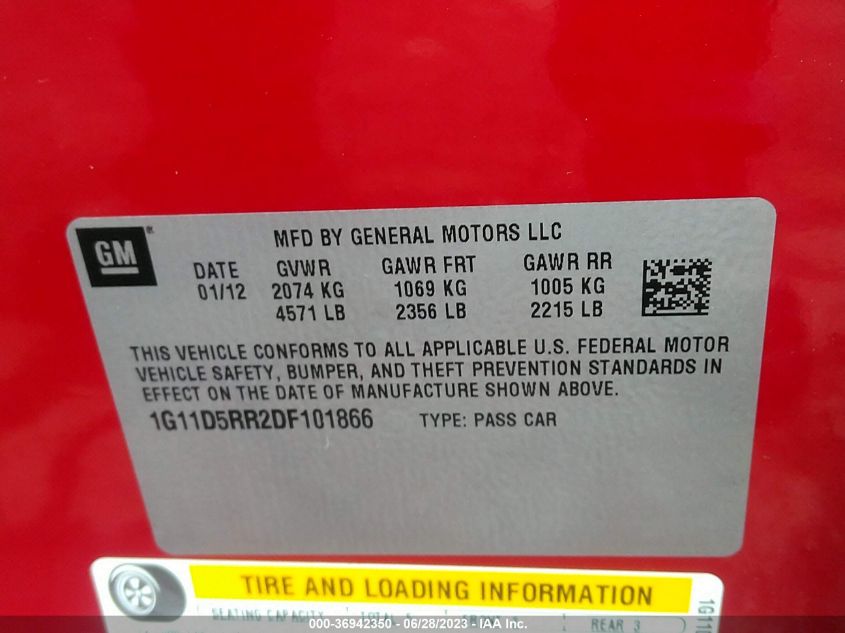 GM
MFD BY GENERAL MOTORS LLC
DATE GVWR GAWR FRT GAWR RR
01/12 2074 KG 1069 KG 1005 KG
4571 LB 2356 LB 2215 LB
THIS VEHICLE CONFORMS TO ALL APPLICABLE U.S. FEDERAL MOTOR
VEHICLE SAFETY, BUMPER, AND THEFT PREVENTION STANDARDS IN
EFFECT ON THE DATE OF MANUFACTURE SHOWN ABOVE.
1G11D5RR2DF101866 TYPE: PASS CAR
TIRE AND LOADING INFORMATION
SEATING CAPACITY TOTAL REAR 3
000-36942350 - 06/28/2023 - IAA Inc.